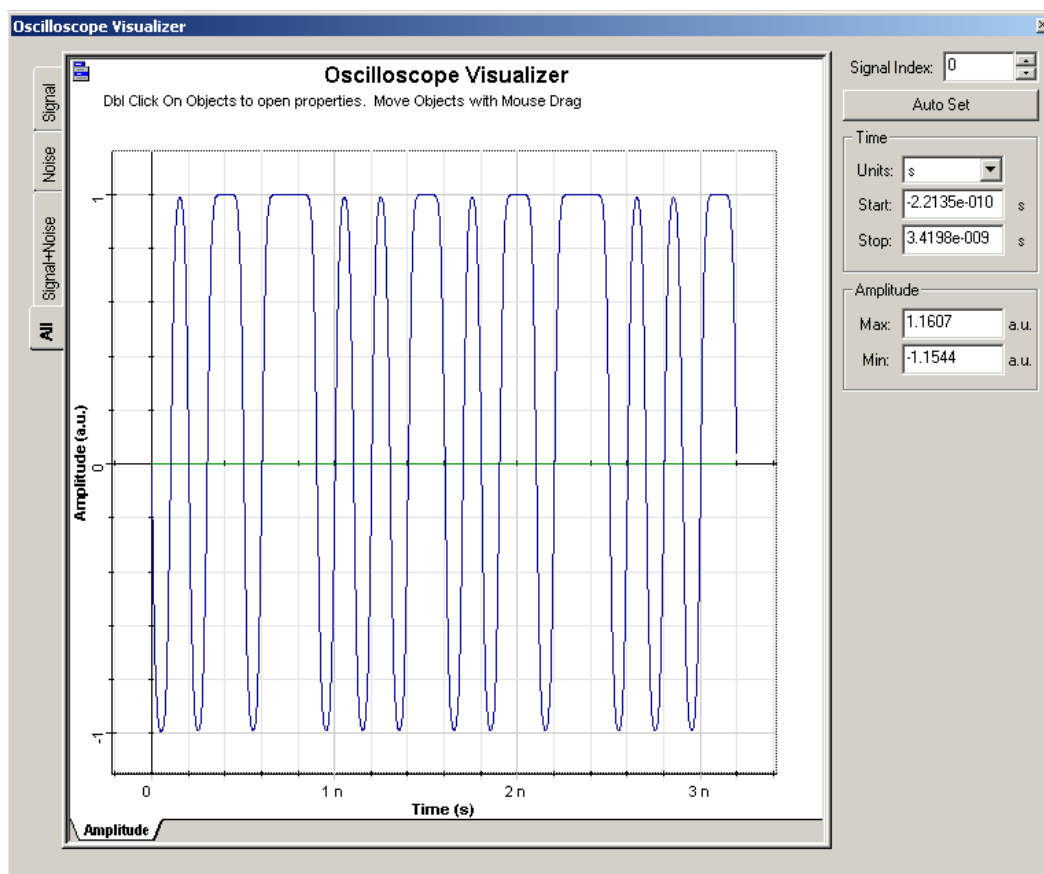 Oscilloscope Visualizer
Signal
Noise
Signal+Noise
All
Oscilloscope Visualizer
Dbl Click On Objects to open properties. Move Objects with Mouse Drag
Amplitude (a.u.)
1
0
-1
0
1 n
2 n
3 n
Time (s)
Amplitude
Signal Index: 0
Auto Set
Time
Units: s
Start: -2.2135e-010 s
Stop: 3.4198e-009 s
Amplitude
Max: 1.1607 a.u.
Min: -1.1544 a.u.